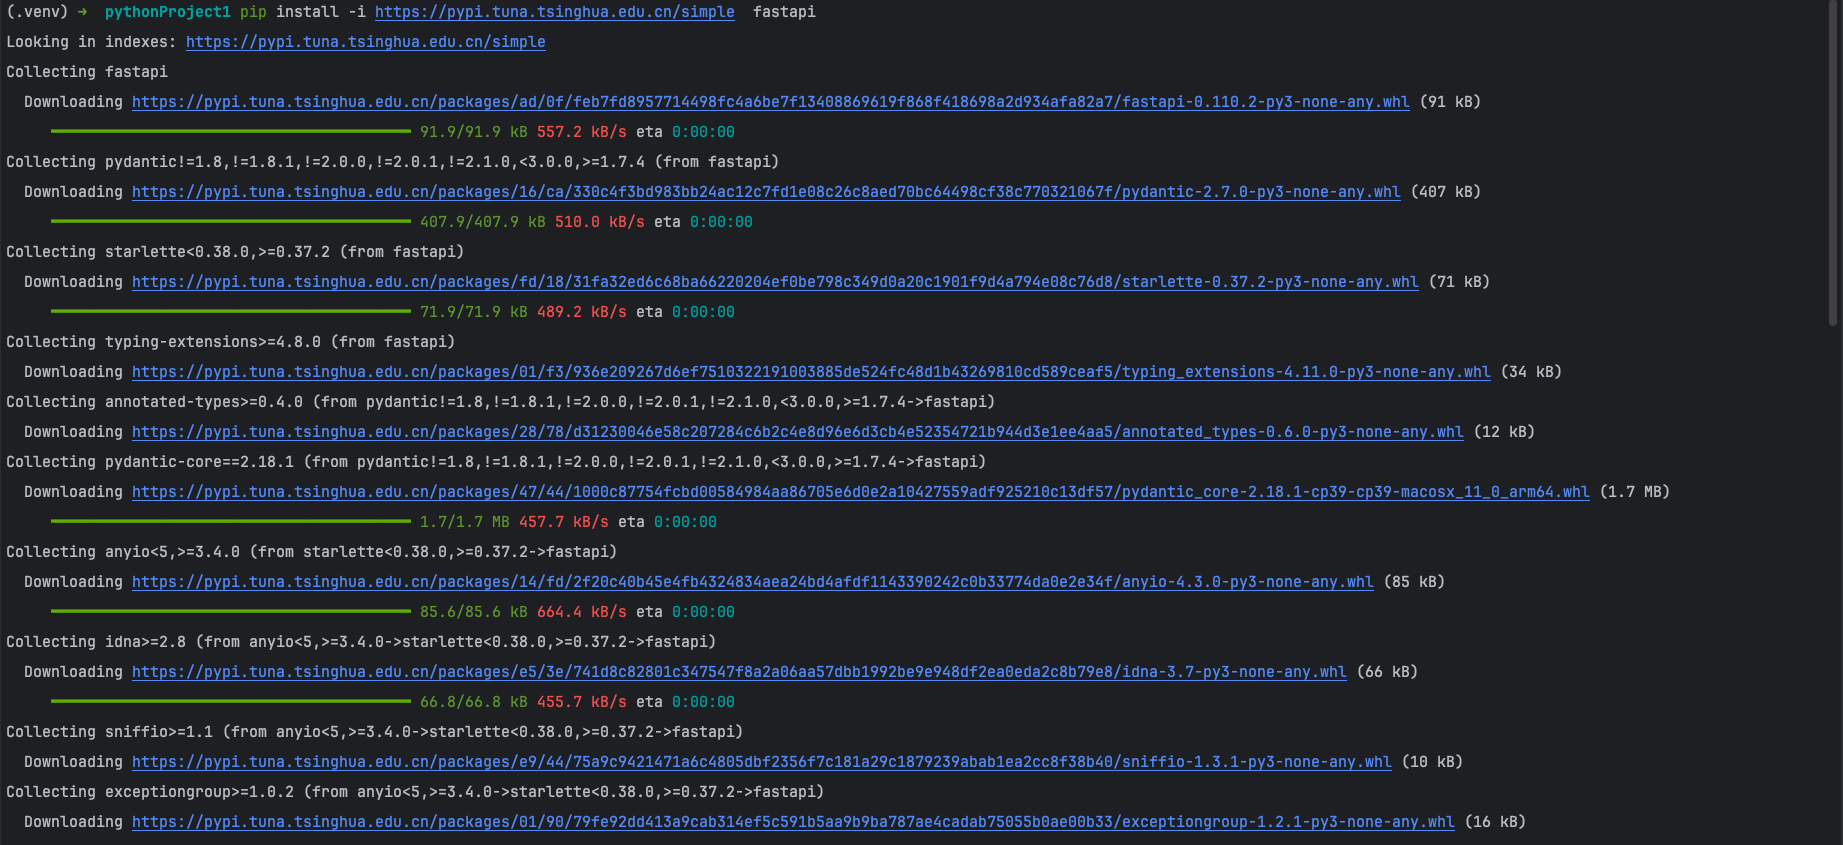 (.venv) → pythonProject1 pip install -i https://pypi.tuna.tsinghua.edu.cn/simple  fastapi
Looking in indexes: https://pypi.tuna.tsinghua.edu.cn/simple
Collecting fastapi
  Downloading https://pypi.tuna.tsinghua.edu.cn/packages/ad/0f/feb7fd8957714498fc4a6be7f13408869619f868f418698a2d934afa82a7/fastapi-0.110.2-py3-none-any.whl (91 kB)
91.9/91.9 kB 557.2 kB/s eta 0:00:00
Collecting pydantic!=1.8,!=1.8.1,!=2.0.0,!=2.0.1,!=2.1.0,<3.0.0,>=1.7.4 (from fastapi)
  Downloading https://pypi.tuna.tsinghua.edu.cn/packages/16/ca/330c4f3bd983bb24ac12c7fd1e08c26c8aed70bc64498cf38c770321067f/pydantic-2.7.0-py3-none-any.whl (407 kB)
407.9/407.9 kB 510.0 kB/s eta 0:00:00
Collecting starlette<0.38.0,>=0.37.2 (from fastapi)
  Downloading https://pypi.tuna.tsinghua.edu.cn/packages/fd/18/31fa32ed6c68ba66220204ef0be798c349d0a20c1901f9d4a794e08c76d8/starlette-0.37.2-py3-none-any.whl (71 kB)
71.9/71.9 kB 489.2 kB/s eta 0:00:00
Collecting typing-extensions>=4.8.0 (from fastapi)
  Downloading https://pypi.tuna.tsinghua.edu.cn/packages/01/f3/936e209267d6ef7510322191003885de524fc48d1b43269810cd589ceaf5/typing_extensions-4.11.0-py3-none-any.whl (34 kB)
Collecting annotated-types>=0.4.0 (from pydantic!=1.8,!=1.8.1,!=2.0.0,!=2.0.1,!=2.1.0,<3.0.0,>=1.7.4->fastapi)
  Downloading https://pypi.tuna.tsinghua.edu.cn/packages/28/78/d31230046e58c207284c6b2c4e8d96e6d3cb4e52354721b944d3e1ee4aa5/annotated_types-0.6.0-py3-none-any.whl (12 kB)
Collecting pydantic-core==2.18.1 (from pydantic!=1.8,!=1.8.1,!=2.0.0,!=2.0.1,!=2.1.0,<3.0.0,>=1.7.4->fastapi)
  Downloading https://pypi.tuna.tsinghua.edu.cn/packages/47/44/1000c87754fcbd00584984aa86705e6d0e2a10427559adf925210c13df57/pydantic_core-2.18.1-cp39-cp39-macosx_11_0_arm64.whl (1.7 MB)
1.7/1.7 MB 457.7 kB/s eta 0:00:00
Collecting anyio<5,>=3.4.0 (from starlette<0.38.0,>=0.37.2->fastapi)
  Downloading https://pypi.tuna.tsinghua.edu.cn/packages/14/fd/2f20c40b45e4fb4324834aea24bd4afdf1143390242c0b33774da0e2e34f/anyio-4.3.0-py3-none-any.whl (85 kB)
85.6/85.6 kB 664.4 kB/s eta 0:00:00
Collecting idna>=2.8 (from anyio<5,>=3.4.0->starlette<0.38.0,>=0.37.2->fastapi)
  Downloading https://pypi.tuna.tsinghua.edu.cn/packages/e5/3e/741d8c82801c347547f8a2a06aa57dbb1992be9e948df2ea0eda2c8b79e8/idna-3.7-py3-none-any.whl (66 kB)
66.8/66.8 kB 455.7 kB/s eta 0:00:00
Collecting sniffio>=1.1 (from anyio<5,>=3.4.0->starlette<0.38.0,>=0.37.2->fastapi)
  Downloading https://pypi.tuna.tsinghua.edu.cn/packages/e9/44/75a9c9421471a6c4805dbf2356f7c181a29c1879239abab1ea2cc8f38b40/sniffio-1.3.1-py3-none-any.whl (10 kB)
Collecting exceptiongroup>=1.0.2 (from anyio<5,>=3.4.0->starlette<0.38.0,>=0.37.2->fastapi)
  Downloading https://pypi.tuna.tsinghua.edu.cn/packages/01/90/79fe92dd413a9cab314ef5c591b5aa9b9ba787ae4cadab75055b0ae00b33/exceptiongroup-1.2.1-py3-none-any.whl (16 kB)